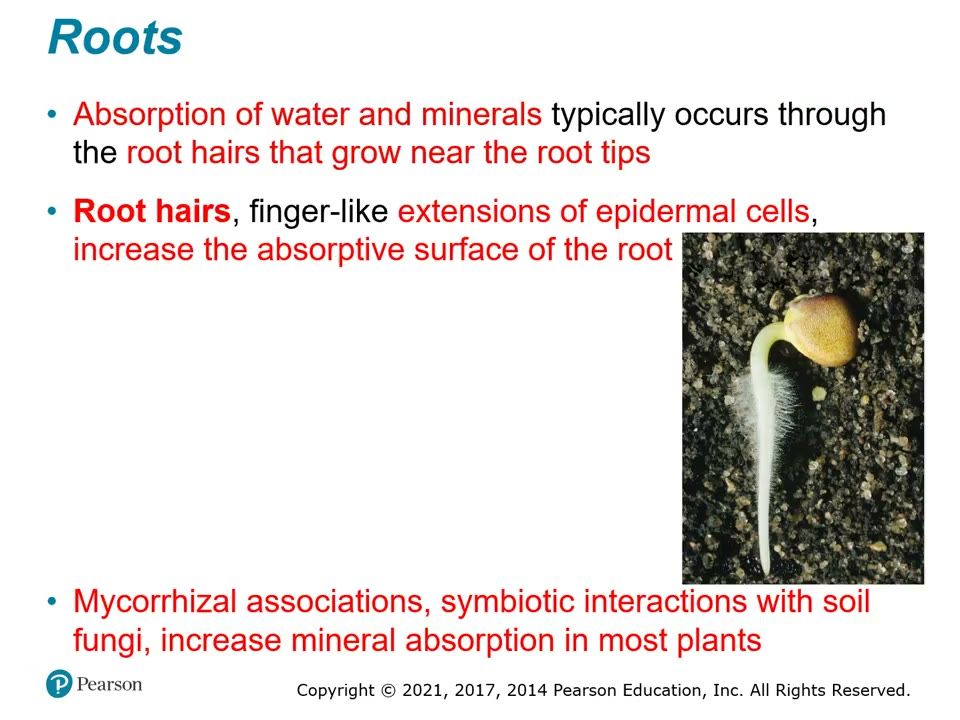 Roots
• Absorption of water and minerals typically occurs through
the root hairs that grow near the root tips
• Root hairs, finger-like extensions of epidermal cells,
increase the absorptive surface of the root
• Mycorrhizal associations, symbiotic interactions with soil
fungi, increase mineral absorption in most plants
P Pearson
Copyright © 2021, 2017, 2014 Pearson Education, Inc. All Rights Reserved.